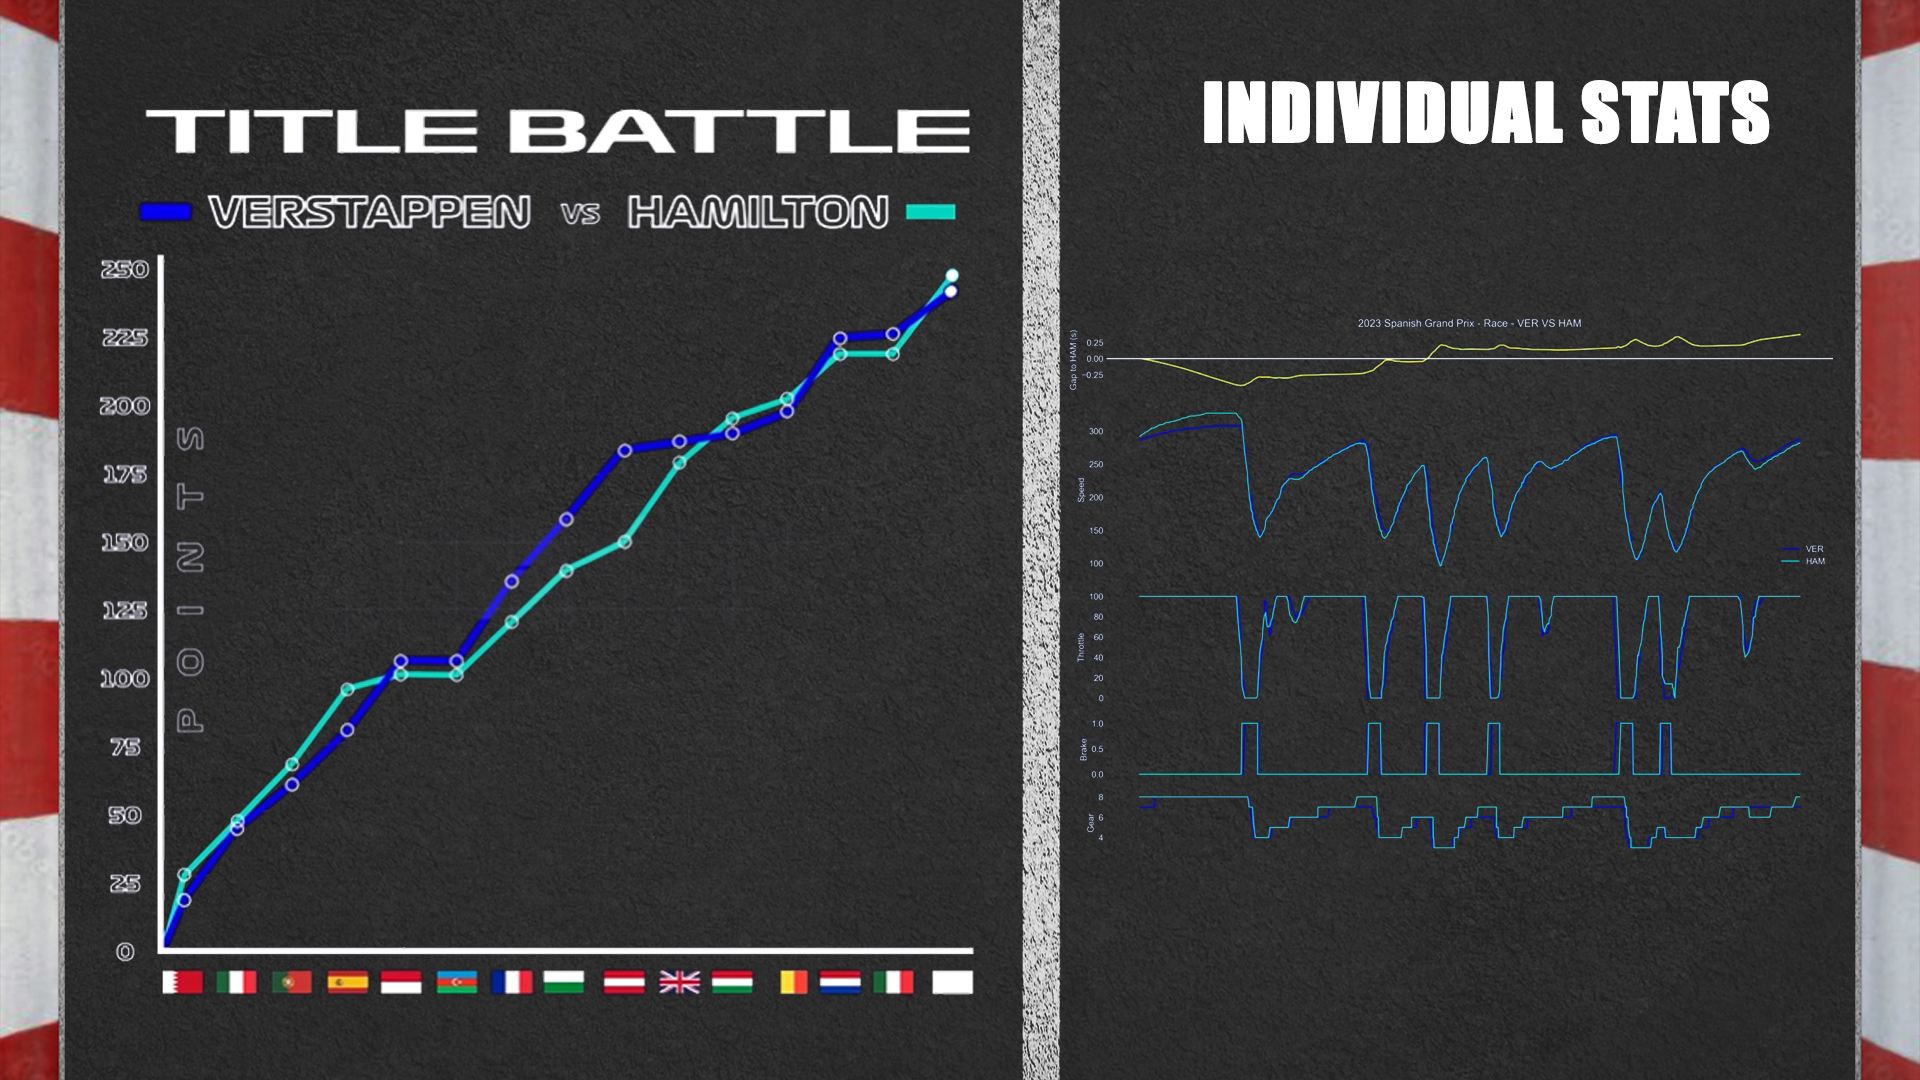 TITLE BATTLE
VERSTAPPEN VS HAMILTON
250
225
200
175
150
125
100
75
50
25
0
POINTS
INDIVIDUAL STATS
2023 Spanish Grand Prix - Race - VER VS HAM
Gap to HAM (s)
0.25
0.00
−0.25
Speed
300
250
200
150
100
VER
HAM
Throttle
100
80
60
40
20
0
Brake
1.0
0.5
0.0
Gear
8
6
4